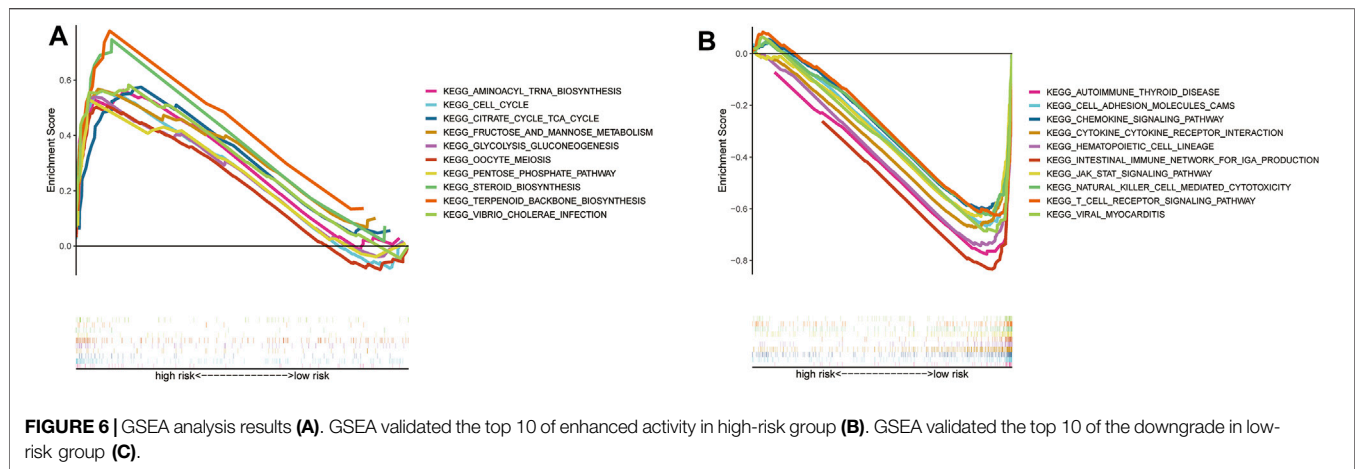 A
Enrichment Score
0.6
0.4
0.2
0.0
KEGG_AMINOACYL_TRNA_BIOSYNTHESIS
KEGG_CELL_CYCLE
KEGG_CITRATE_CYCLE_TCA_CYCLE
KEGG_FRUCTOSE_AND_MANNOSE_METABOLISM
KEGG_GLYCOLYSIS_GLUCONEOGENESIS
KEGG_OOCYTE_MEIOSIS
KEGG_PENTOSE_PHOSPHATE_PATHWAY
KEGG_STEROID_BIOSYNTHESIS
KEGG_TERPENOID_BACKBONE_BIOSYNTHESIS
KEGG_VIBRIO_CHOLERAE_INFECTION
high risk<--------------->low risk
B
Enrichment Score
0.0
−0.2
−0.4
−0.6
−0.8
KEGG_AUTOIMMUNE_THYROID_DISEASE
KEGG_CELL_ADHESION_MOLECULES_CAMS
KEGG_CHEMOKINE_SIGNALING_PATHWAY
KEGG_CYTOKINE_CYTOKINE_RECEPTOR_INTERACTION
KEGG_HEMATOPOIETIC_CELL_LINEAGE
KEGG_INTESTINAL_IMMUNE_NETWORK_FOR_IGA_PRODUCTION
KEGG_JAK_STAT_SIGNALING_PATHWAY
KEGG_NATURAL_KILLER_CELL_MEDIATED_CYTOTOXICITY
KEGG_T_CELL_RECEPTOR_SIGNALING_PATHWAY
KEGG_VIRAL_MYOCARDITIS
high risk<--------------->low risk
FIGURE 6 | GSEA analysis results (A). GSEA validated the top 10 of enhanced activity in high-risk group (B). GSEA validated the top 10 of the downgrade in low-
risk group (C).